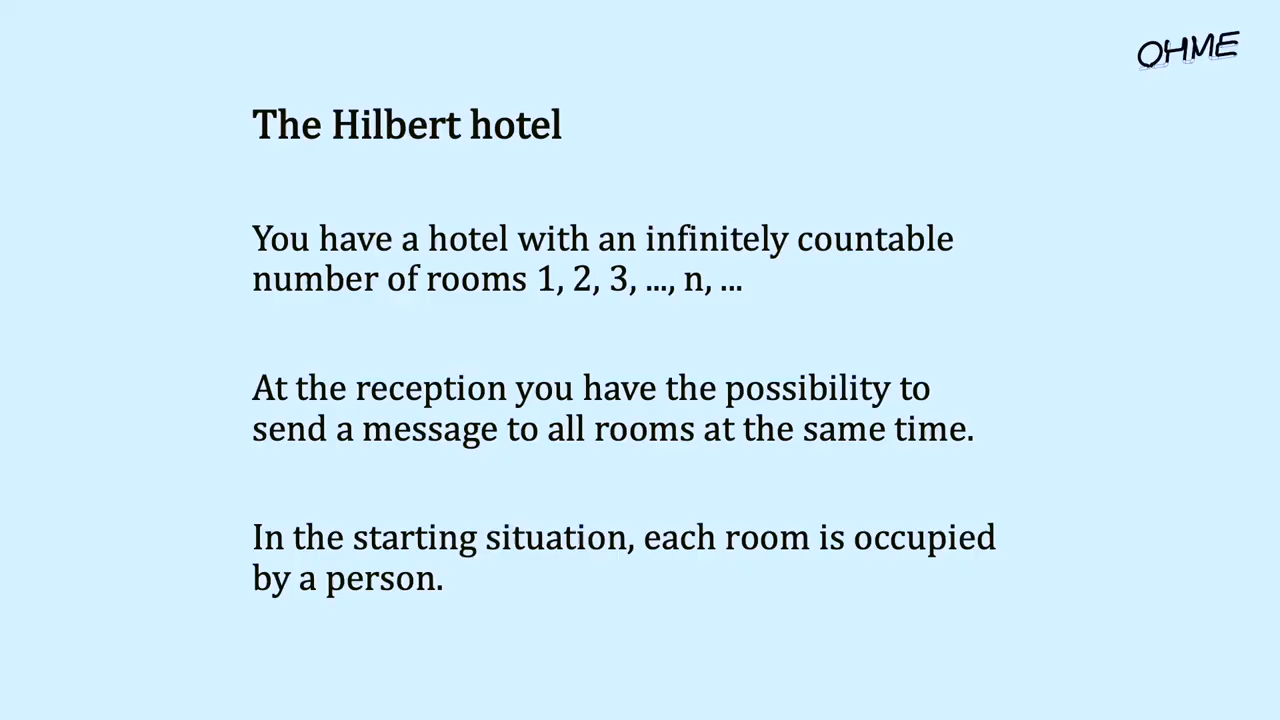 OHME
The Hilbert hotel
You have a hotel with an infinitely countable
number of rooms 1, 2, 3, ..., n, ...
At the reception you have the possibility to
send a message to all rooms at the same time.
In the starting situation, each room is occupied
by a person.